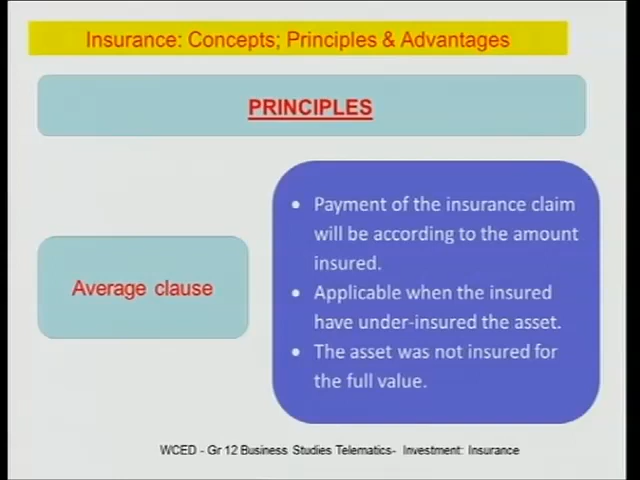 Insurance: Concepts; Principles & Advantages
PRINCIPLES
Average clause
• Payment of the insurance claim
will be according to the amount
insured.
• Applicable when the insured
have under-insured the asset.
• The asset was not insured for
the full value.
WCED - Gr 12 Business Studies Telematics- Investment: Insurance